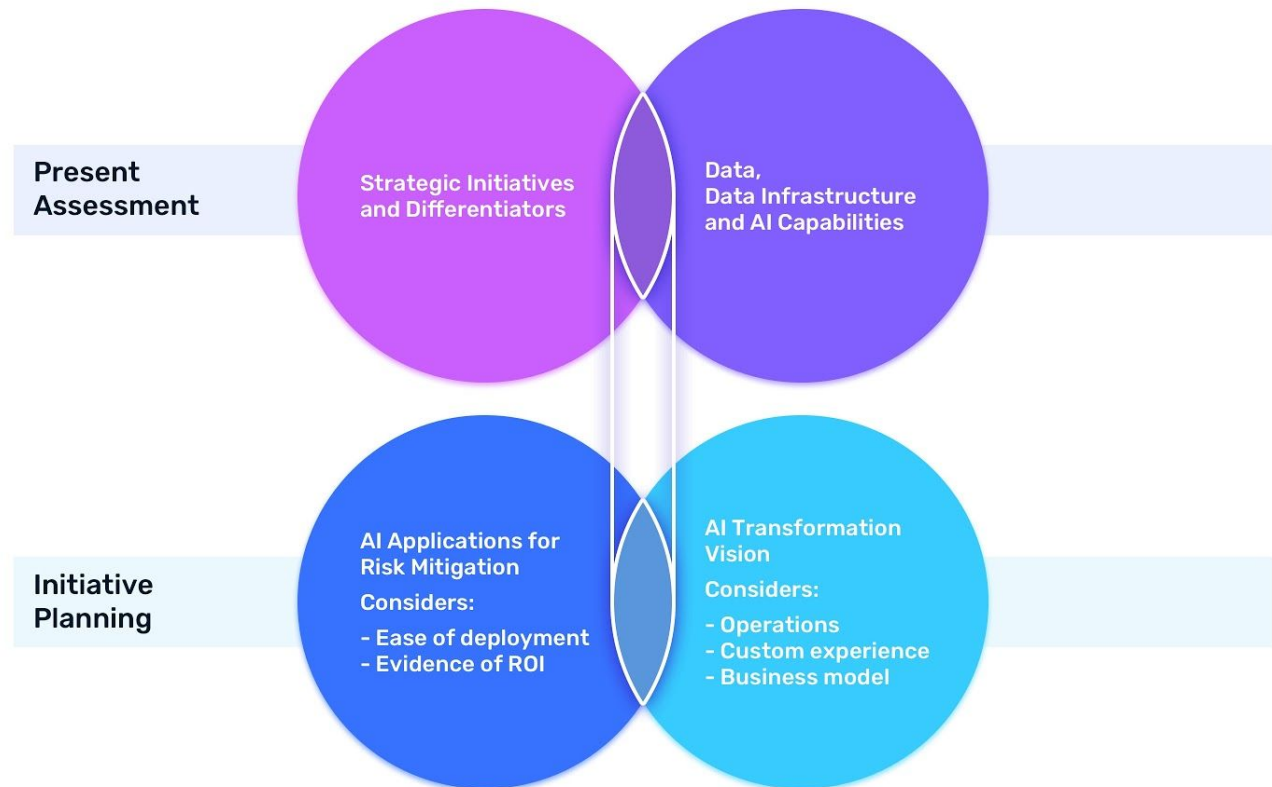 Present
Assessment
Strategic Initiatives
and Differentiators
Data,
Data Infrastructure
and AI Capabilities
Initiative
Planning
AI Applications for
Risk Mitigation
Considers:
- Ease of deployment
- Evidence of ROI
AI Transformation
Vision
Considers:
- Operations
- Custom experience
- Business model